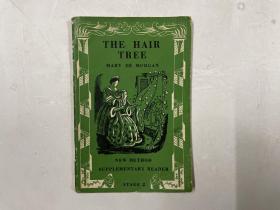 THE HAIR
TREE
MARY DE MORGAN
NEW METHOD
SUPPLEMENTARY READER
STAGE 2